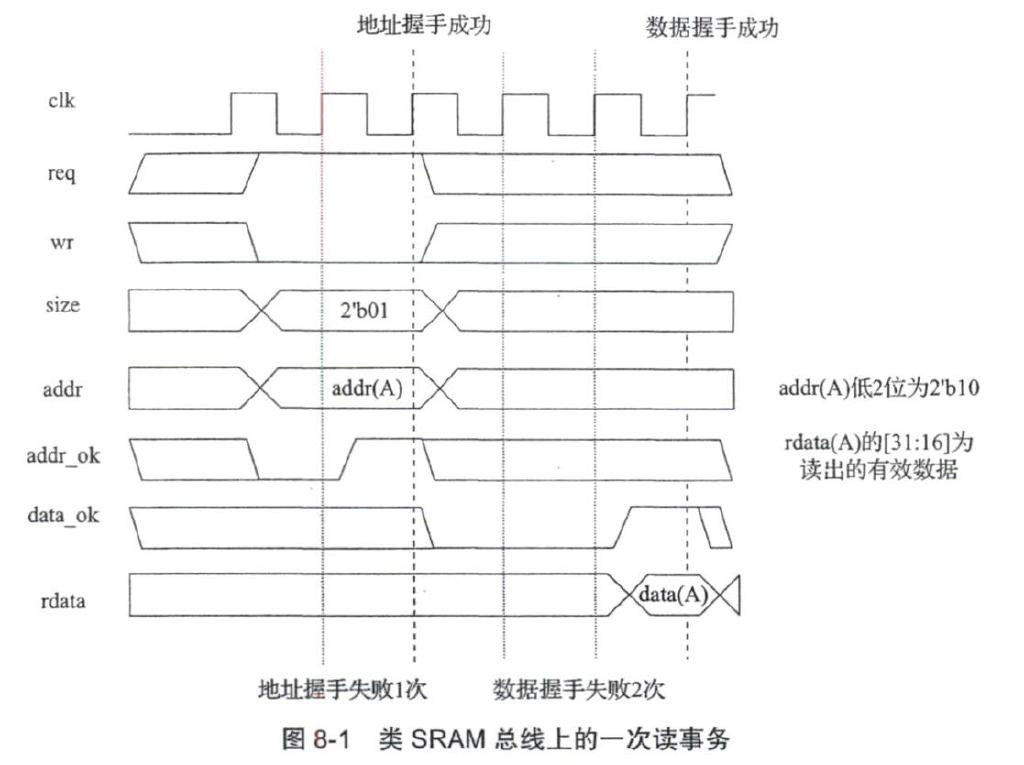 地址握手成功
数据握手成功
clk
req
wr
size
2'b01
addr
addr(A)
addr(A)低2位为2'b10
addr_ok
rdata(A)的[31:16]为
读出的有效数据
data_ok
rdata
data(A)
地址握手失败1次
数据握手失败2次
图 8-1 类 SRAM 总线上的一次读事务